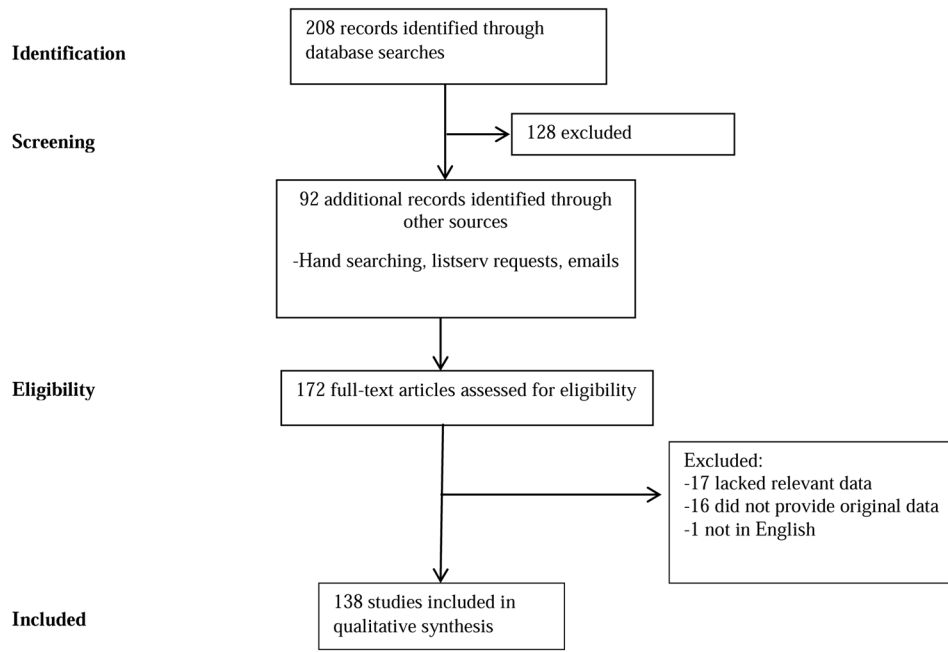 Identification
208 records identified through
database searches
Screening
128 excluded
92 additional records identified through
other sources
-Hand searching, listserv requests, emails
Eligibility
172 full-text articles assessed for eligibility
Excluded:
-17 lacked relevant data
-16 did not provide original data
-1 not in English
Included
138 studies included in
qualitative synthesis